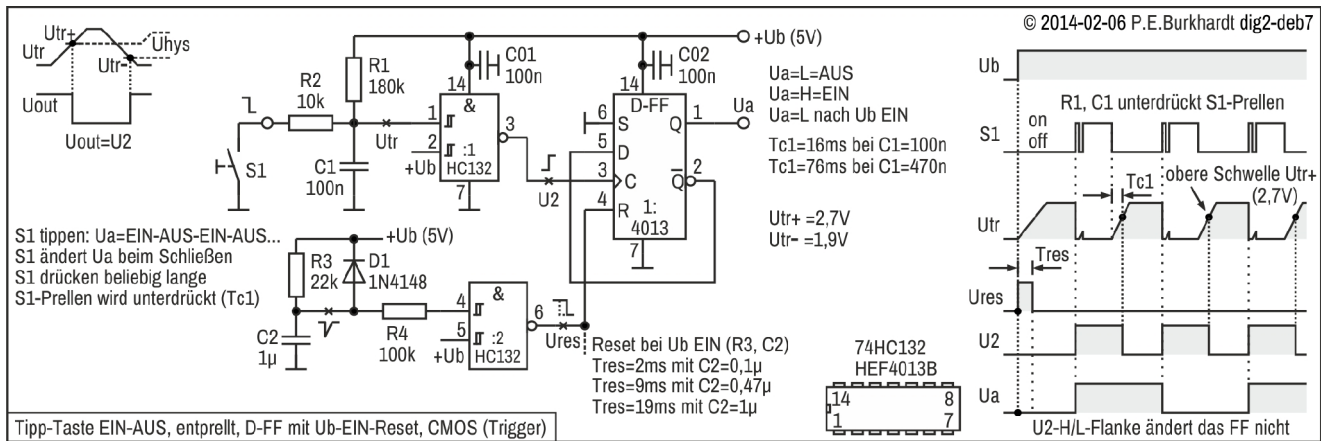 © 2014-02-06 P.E.Burkhardt dig2-deb7
Utr+
Utr
Uhys
Utr-
Uout
Uout=U2
R2
10k
R1
180k
S1
C1
100n
Utr
+Ub
1
2
14
&
:1
HC132
7
3
C01
100n
+Ub (5V)
C02
100n
U2
14
D-FF
6
S
5
D
3
C
4
R
Q
1
Q
2
1:
4013
7
Ua
Ua=L=AUS
Ua=H=EIN
Ua=L nach Ub EIN
Tc1=16ms bei C1=100n
Tc1=76ms bei C1=470n
Utr+ =2,7V
Utr- =1,9V
S1 tippen: Ua=EIN-AUS-EIN-AUS...
S1 ändert Ua beim Schließen
S1 drücken beliebig lange
S1-Prellen wird unterdrückt (Tc1)
+Ub (5V)
R3
22k
D1
1N4148
C2
1µ
R4
100k
+Ub
4
5
&
:2
HC132
6
Ures
Reset bei Ub EIN (R3, C2)
Tres=2ms mit C2=0,1µ
Tres=9ms mit C2=0,47µ
Tres=19ms mit C2=1µ
74HC132
HEF4013B
14
8
1
7
Ub
R1, C1 unterdrückt S1-Prellen
S1
on
off
Tc1
obere Schwelle Utr+
(2,7V)
Utr
Tres
Ures
U2
Ua
U2-H/L-Flanke ändert das FF nicht
Tipp-Taste EIN-AUS, entprellt, D-FF mit Ub-EIN-Reset, CMOS (Trigger)